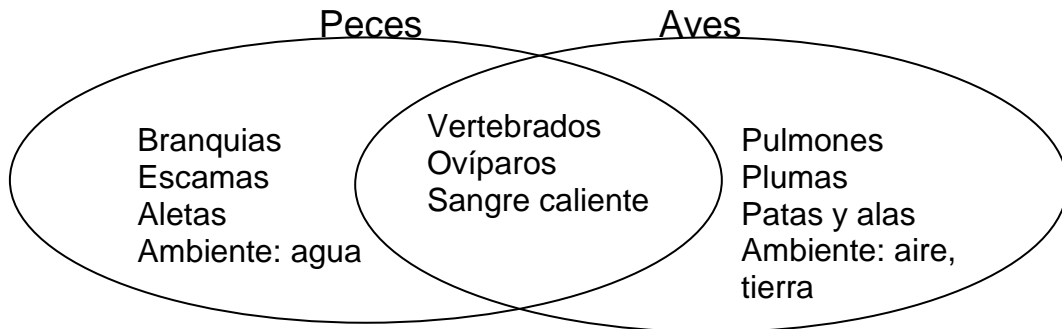 Peces
Aves
Branquias
Escamas
Aletas
Ambiente: agua
Vertebrados
Ovíparos
Sangre caliente
Pulmones
Plumas
Patas y alas
Ambiente: aire,
tierra